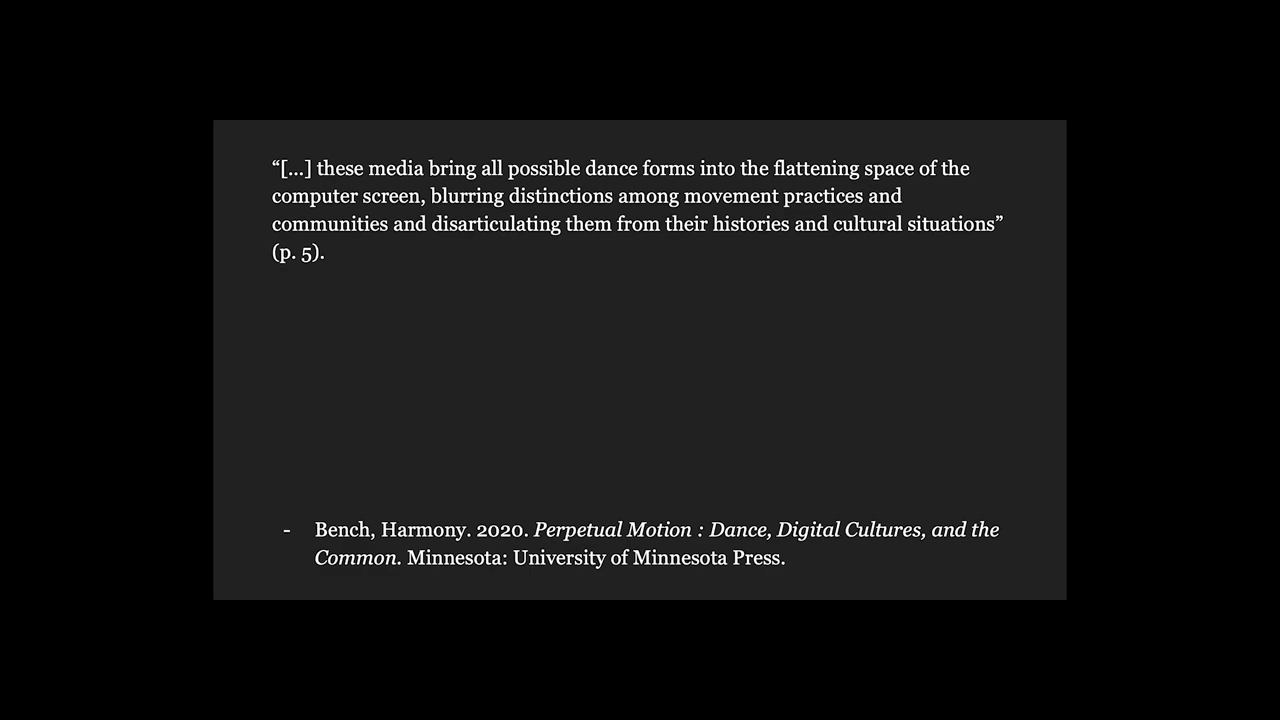 “[...] these media bring all possible dance forms into the flattening space of the
computer screen, blurring distinctions among movement practices and
communities and disarticulating them from their histories and cultural situations”
(p. 5).
- Bench, Harmony. 2020. Perpetual Motion : Dance, Digital Cultures, and the
Common. Minnesota: University of Minnesota Press.